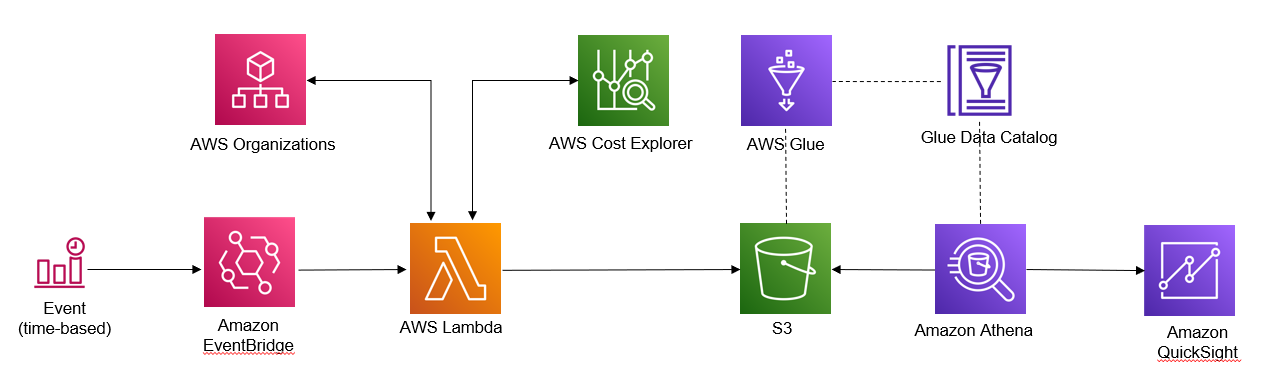 AWS Organizations
AWS Cost Explorer
AWS Glue
Glue Data Catalog
Event
(time-based)
Amazon
EventBridge
AWS Lambda
S3
Amazon Athena
Amazon
QuickSight